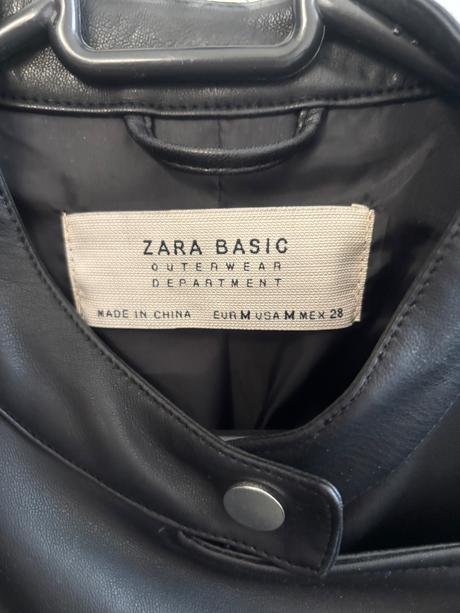 ZARA BASIC
OUTERWEAR
DEPARTMENT
MADE IN CHINA EUR M USA M MEX 28